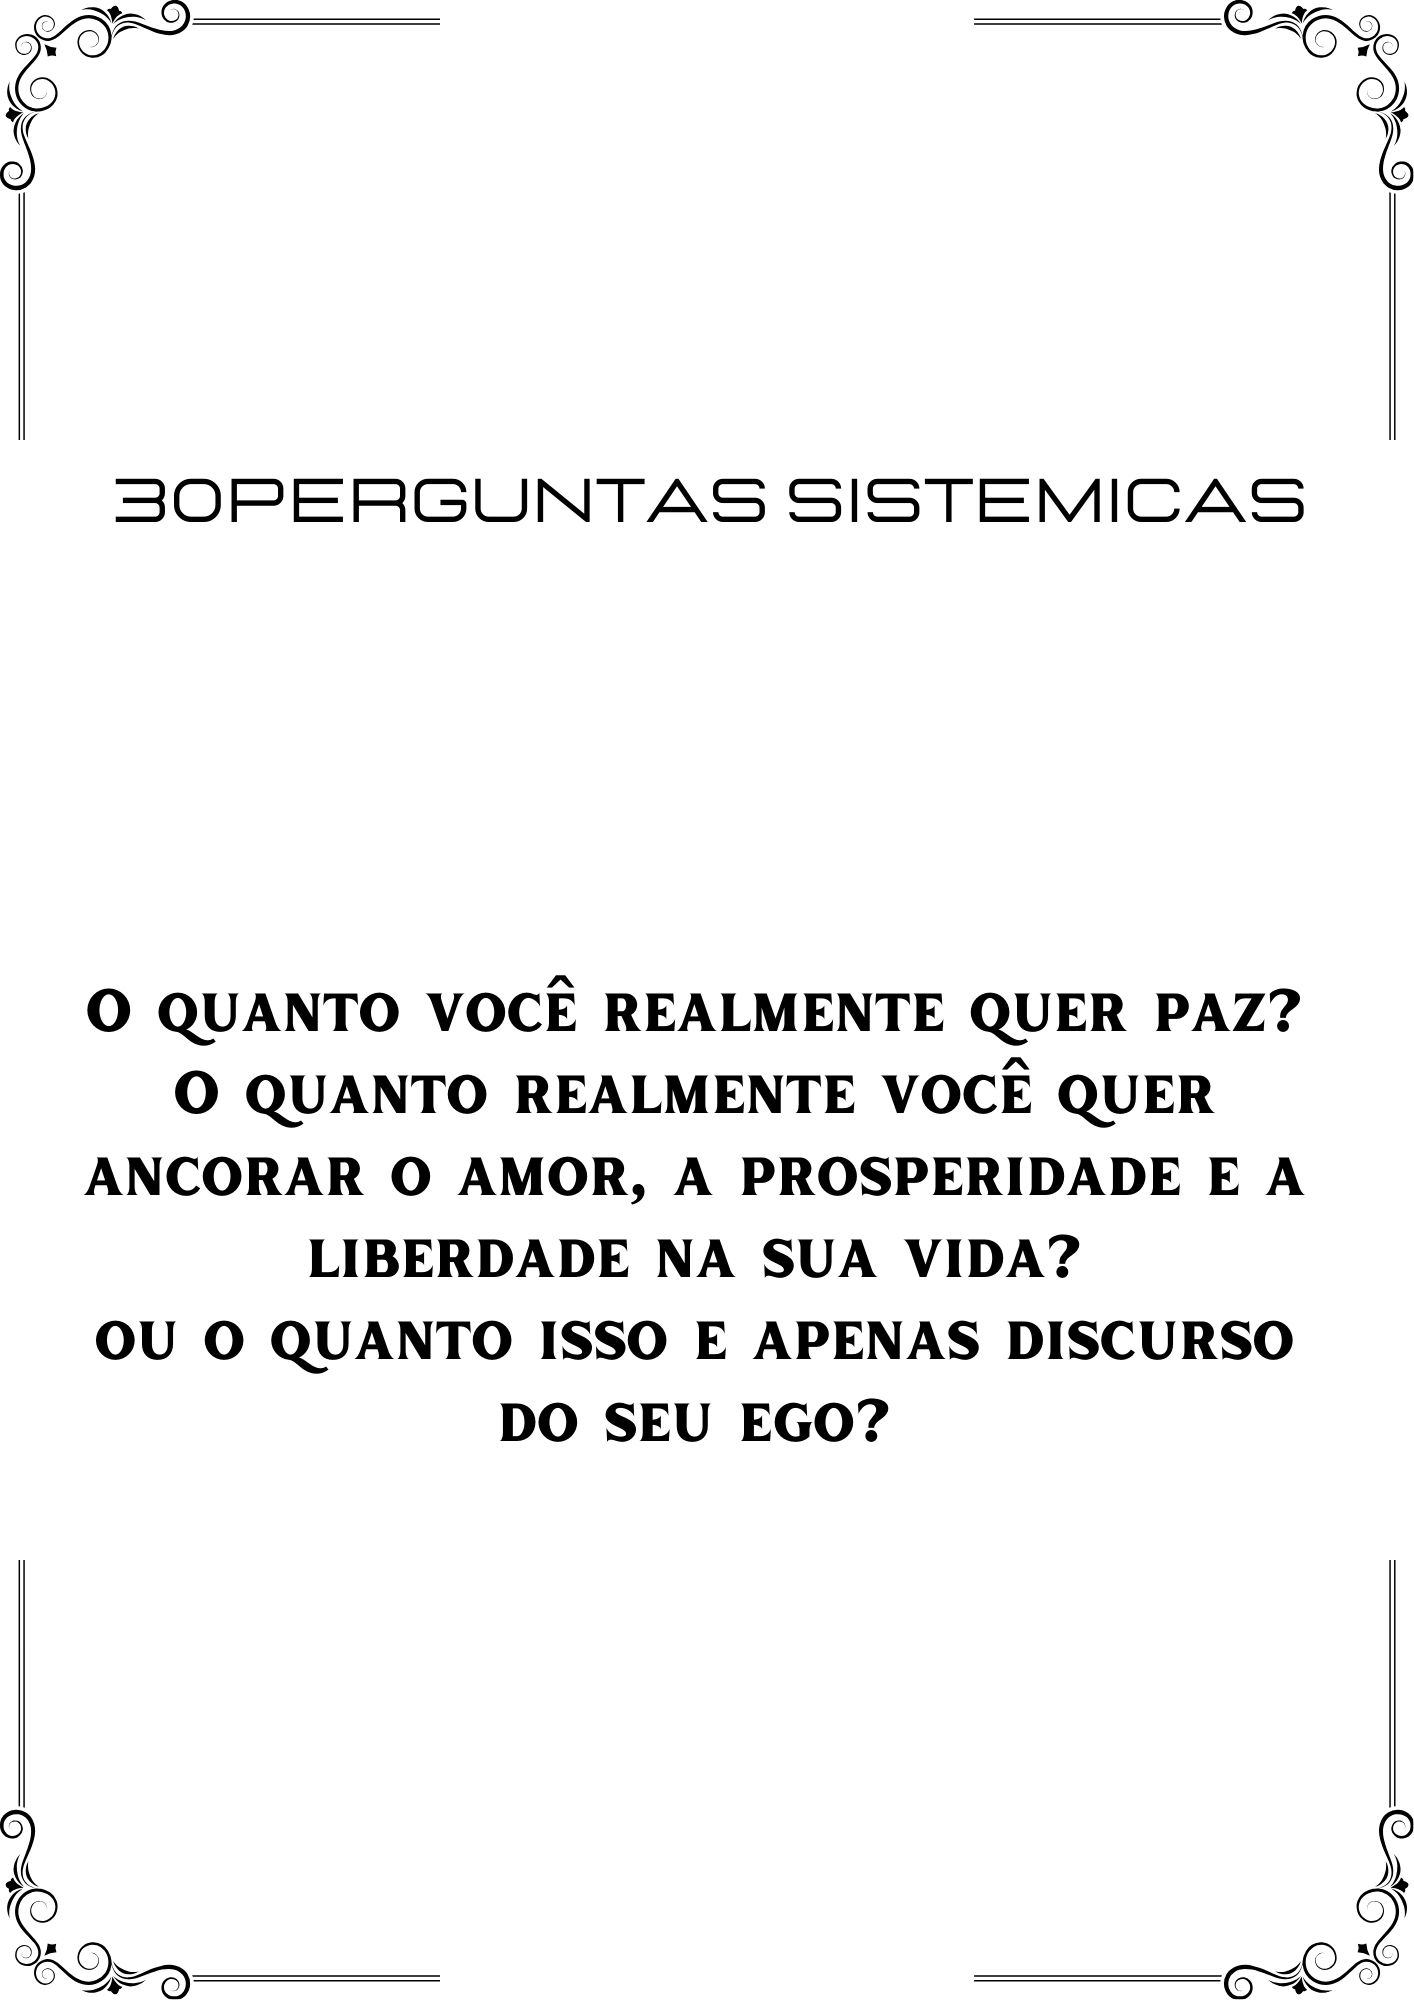 30PERGUNTAS SISTEMICAS
O QUANTO VOCÊ REALMENTE QUER PAZ?
O QUANTO REALMENTE VOCÊ QUER
ANCORAR O AMOR, A PROSPERIDADE E A
LIBERDADE NA SUA VIDA?
OU O QUANTO ISSO E APENAS DISCURSO
DO SEU EGO?